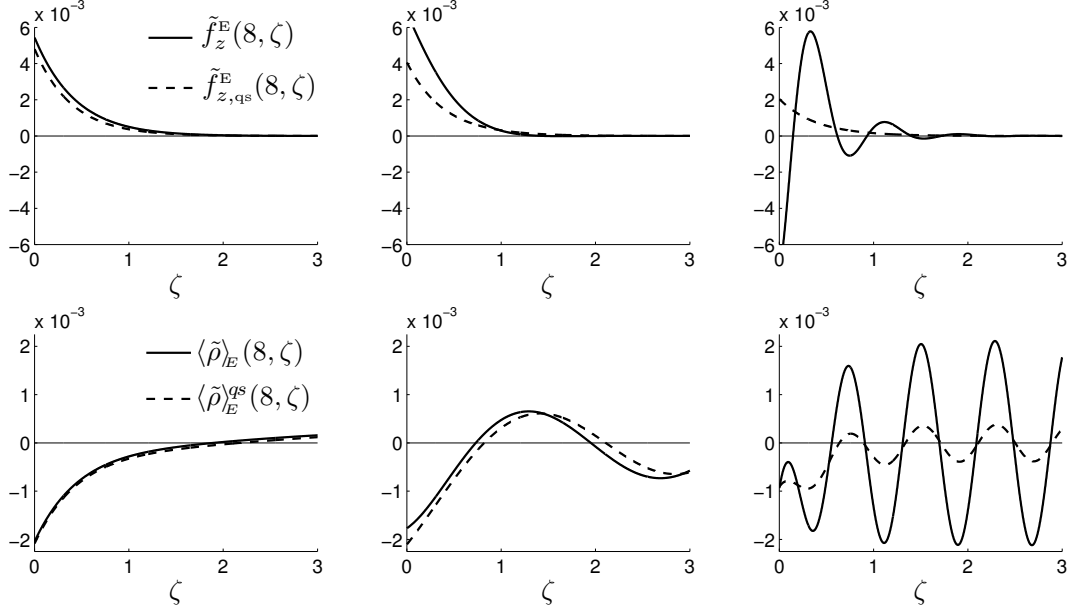 x 10⁻³ x 10⁻³ x 10⁻³
6 6 6
f̃_z^E(8, ζ)
4 4 4
f̃_{z,qs}^E(8, ζ)
2 2 2
0 0 0
−2 −2 −2
−4 −4 −4
−6 −6 −6
0 1 2 3 0 1 2 3 0 1 2 3
ζ ζ ζ
x 10⁻³ x 10⁻³ x 10⁻³
2 2 2
⟨ρ̃⟩_E(8, ζ)
1 1 1
⟨ρ̃⟩_E^{qs}(8, ζ)
0 0 0
−1 −1 −1
−2 −2 −2
0 1 2 3 0 1 2 3 0 1 2 3
ζ ζ ζ